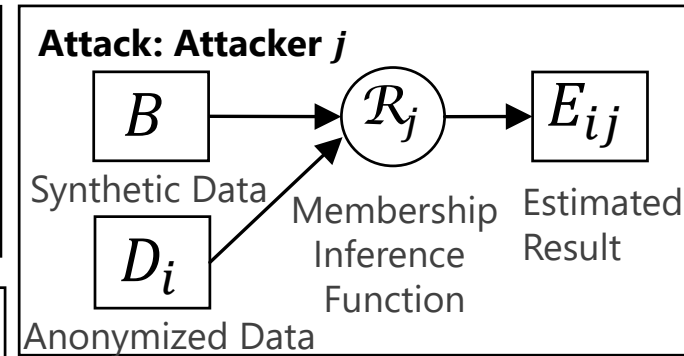 Attack: Attacker j
B
ℛj
Eij
Synthetic Data
Membership
Inference
Function
Estimated
Result
Di
Anonymized Data